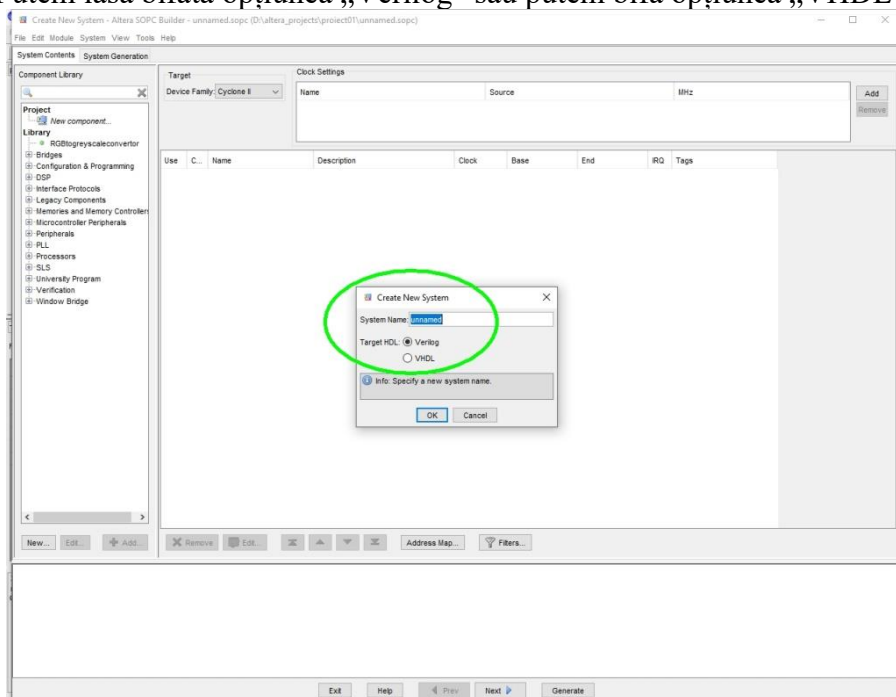 Putem lăsa bifată opțiunea „Verilog" sau putem bifa opțiunea „VHDL
Create New System - Altera SOPC Builder - unnamed.sopc (D:\altera_projects\proiect01\unnamed.sopc)
File Edit Module System View Tools Help
System Contents System Generation
Component Library
Project
New component...
Library
RGBtogreyscaleconvertor
Bridges
Configuration & Programming
DSP
Interface Protocols
Legacy Components
Memories and Memory Controllers
Microcontroller Peripherals
Peripherals
PLL
Processors
SLS
University Program
Verification
Window Bridge
New... Edit... Add...
Target
Device Family: Cyclone II
Clock Settings
Name Source MHz
Add
Remove
Use C... Name Description Clock Base End IRQ Tags
Create New System
System Name: unnamed
Target HDL: Verilog
VHDL
Info: Specify a new system name.
OK Cancel
Remove Edit... Address Map... Filters...
Exit Help Prev Next Generate